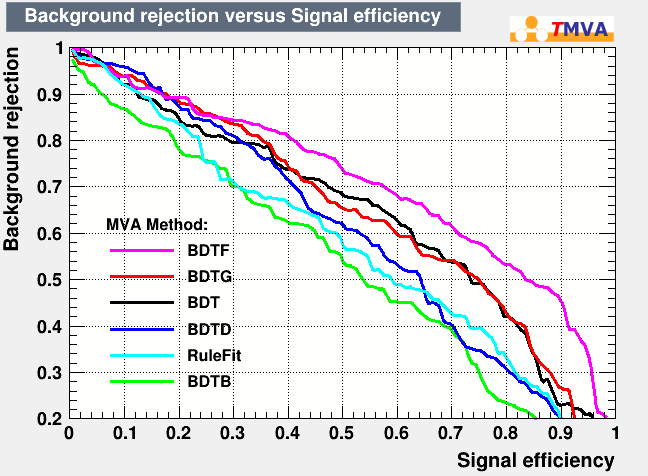 Background rejection versus Signal efficiency
TMVA
Background rejection
1
0.9
0.8
0.7
0.6
0.5
0.4
0.3
0.2
MVA Method:
BDTF
BDTG
BDT
BDTD
RuleFit
BDTB
0 0.1 0.2 0.3 0.4 0.5 0.6 0.7 0.8 0.9 1
Signal efficiency